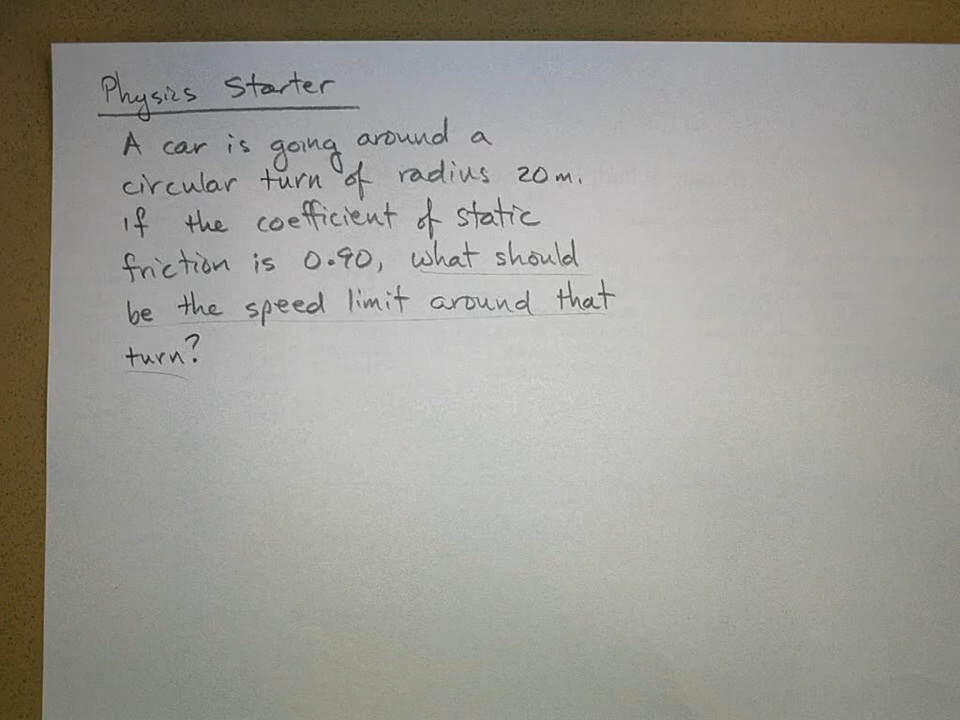 Physics Starter
A car is going around a
circular turn of radius 20m.
If the coefficient of static
friction is 0.90, what should
be the speed limit around that
turn?